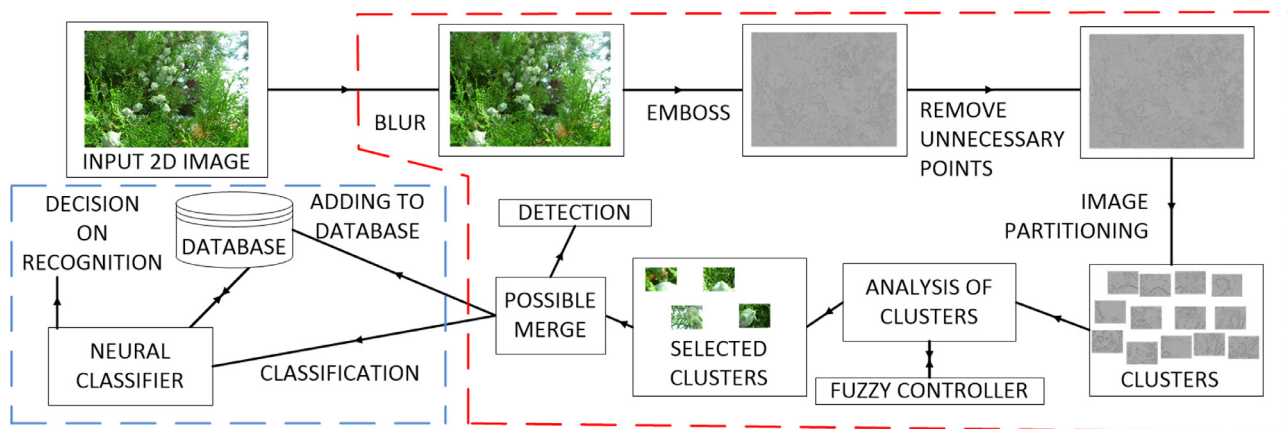 INPUT 2D IMAGE
BLUR
EMBOSS
REMOVE
UNNECESSARY
POINTS
IMAGE
PARTITIONING
CLUSTERS
ANALYSIS OF
CLUSTERS
FUZZY CONTROLLER
SELECTED
CLUSTERS
POSSIBLE
MERGE
DETECTION
ADDING TO
DATABASE
DATABASE
CLASSIFICATION
NEURAL
CLASSIFIER
DECISION
ON
RECOGNITION